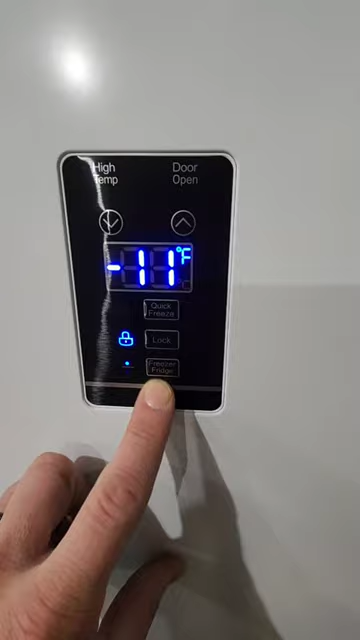 High Door
Temp Open
-11°F
°C
Quick
Freeze
Lock
Freezer
Fridge